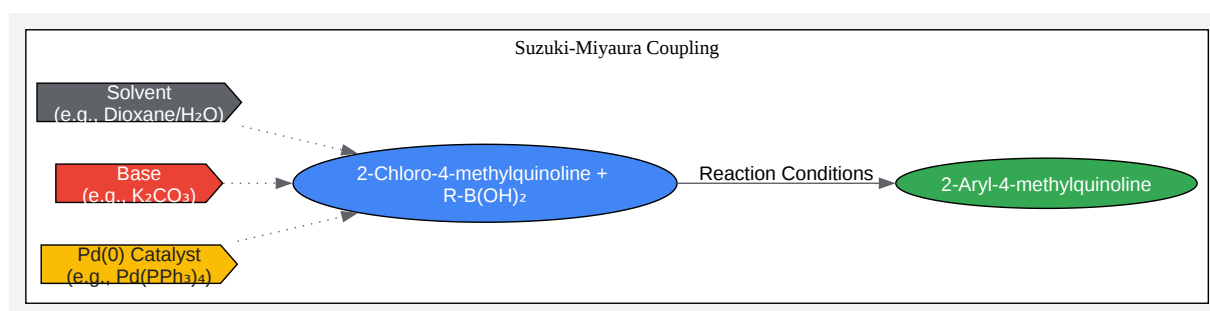 Suzuki-Miyaura Coupling
Solvent
(e.g., Dioxane/H₂O)
Base
(e.g., K₂CO₃)
Pd(0) Catalyst
(e.g., Pd(PPh₃)₄)
2-Chloro-4-methylquinoline +
R-B(OH)₂
Reaction Conditions
2-Aryl-4-methylquinoline